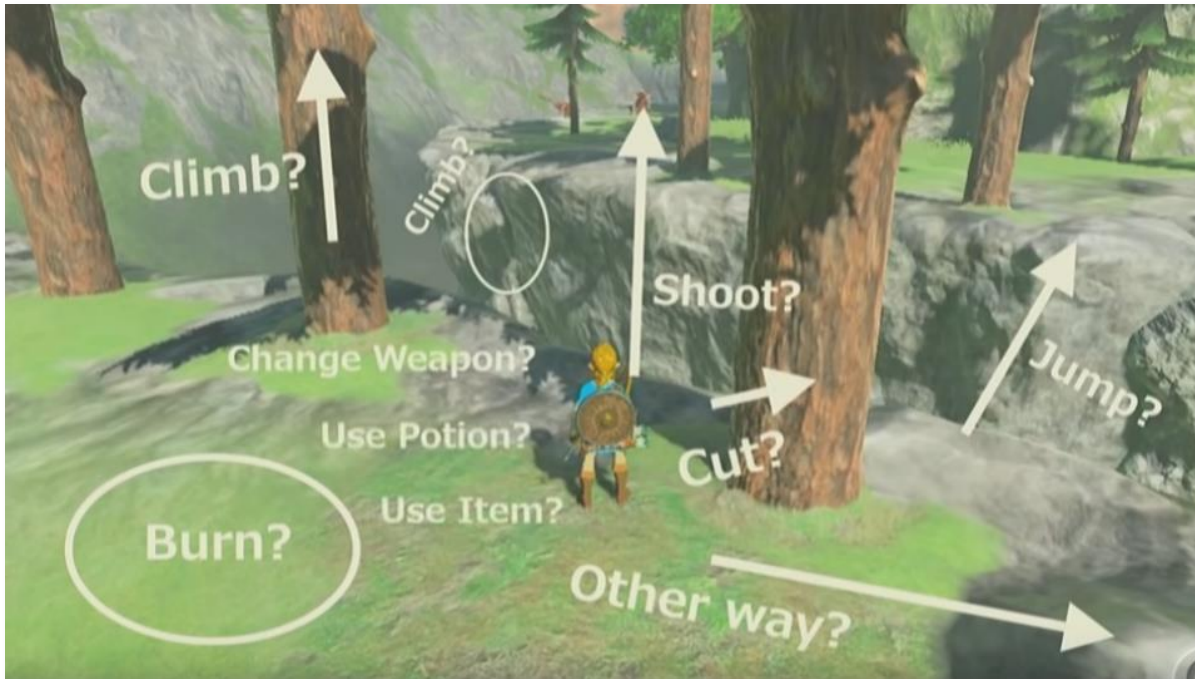 Climb?
Climb?
Shoot?
Change Weapon?
Jump?
Use Potion?
Cut?
Use Item?
Burn?
Other way?